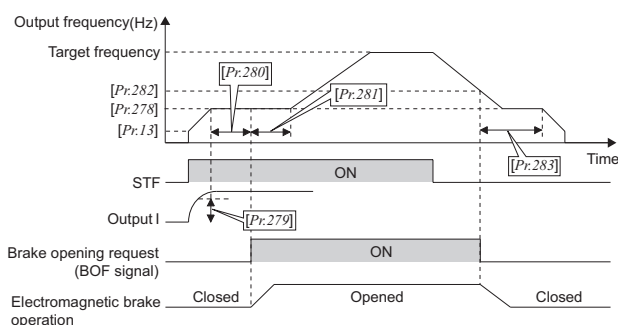 Output frequency(Hz)
Target frequency
[Pr.280]
[Pr.282]
[Pr.281]
[Pr.278]
[Pr.13]
[Pr.283]
Time
STF
ON
Output I
[Pr.279]
Brake opening request
(BOF signal)
ON
Electromagnetic brake
operation
Closed
Opened
Closed